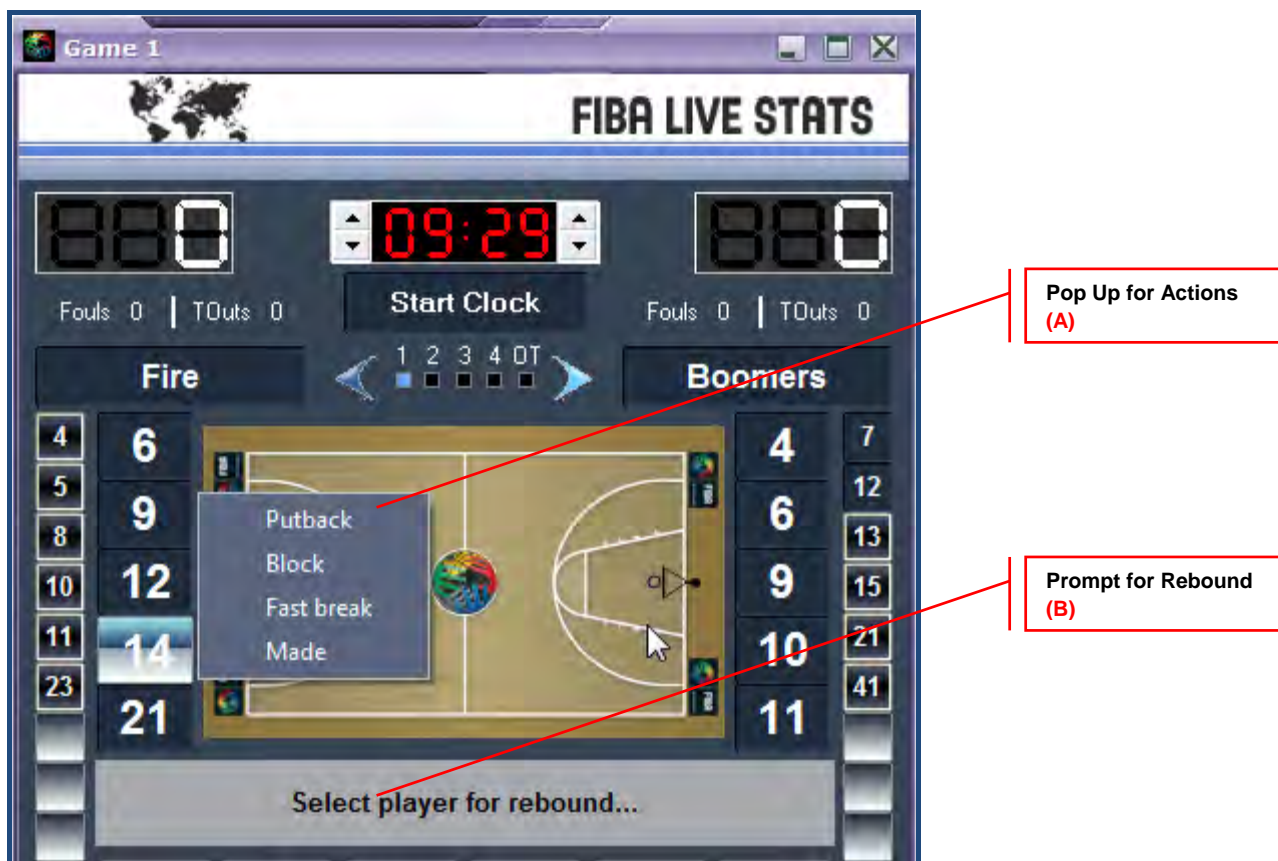 Game 1
FIBA LIVE STATS
0
09:29
0
Fouls 0 | TOuts 0
Start Clock
Fouls 0 | TOuts 0
Fire
1 2 3 4 OT
Boomers
4
5
8
10
11
23
6
9
12
14
21
Putback
Block
Fast break
Made
4
6
9
10
11
7
12
13
15
21
41
Select player for rebound...
Pop Up for Actions
(A)
Prompt for Rebound
(B)